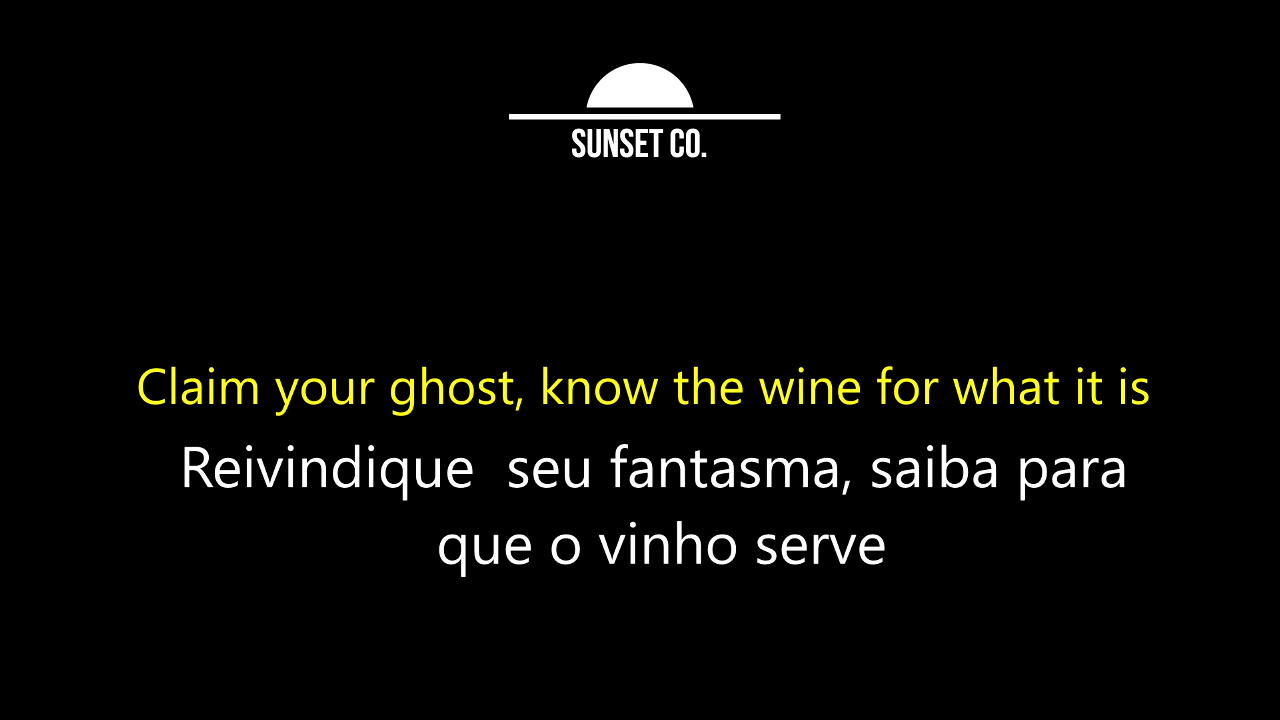 SUNSET CO.
Claim your ghost, know the wine for what it is
Reivindique  seu fantasma, saiba para
que o vinho serve